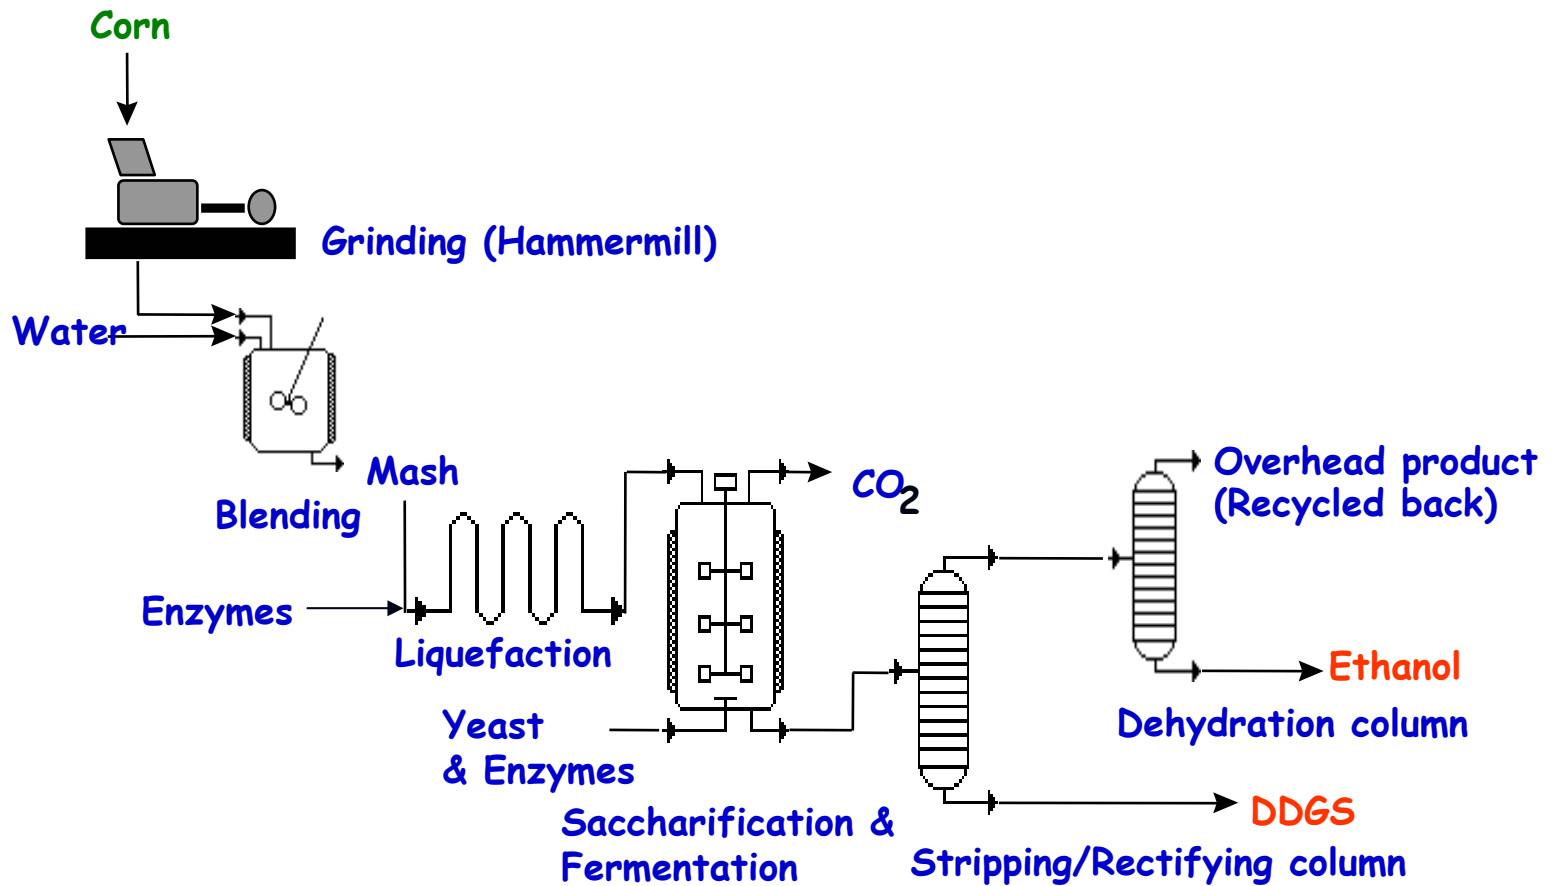 Corn
Grinding (Hammermill)
Water
Mash
Blending
Enzymes
Liquefaction
CO2
Yeast
& Enzymes
Saccharification &
Fermentation
Overhead product
(Recycled back)
Ethanol
Dehydration column
DDGS
Stripping/Rectifying column